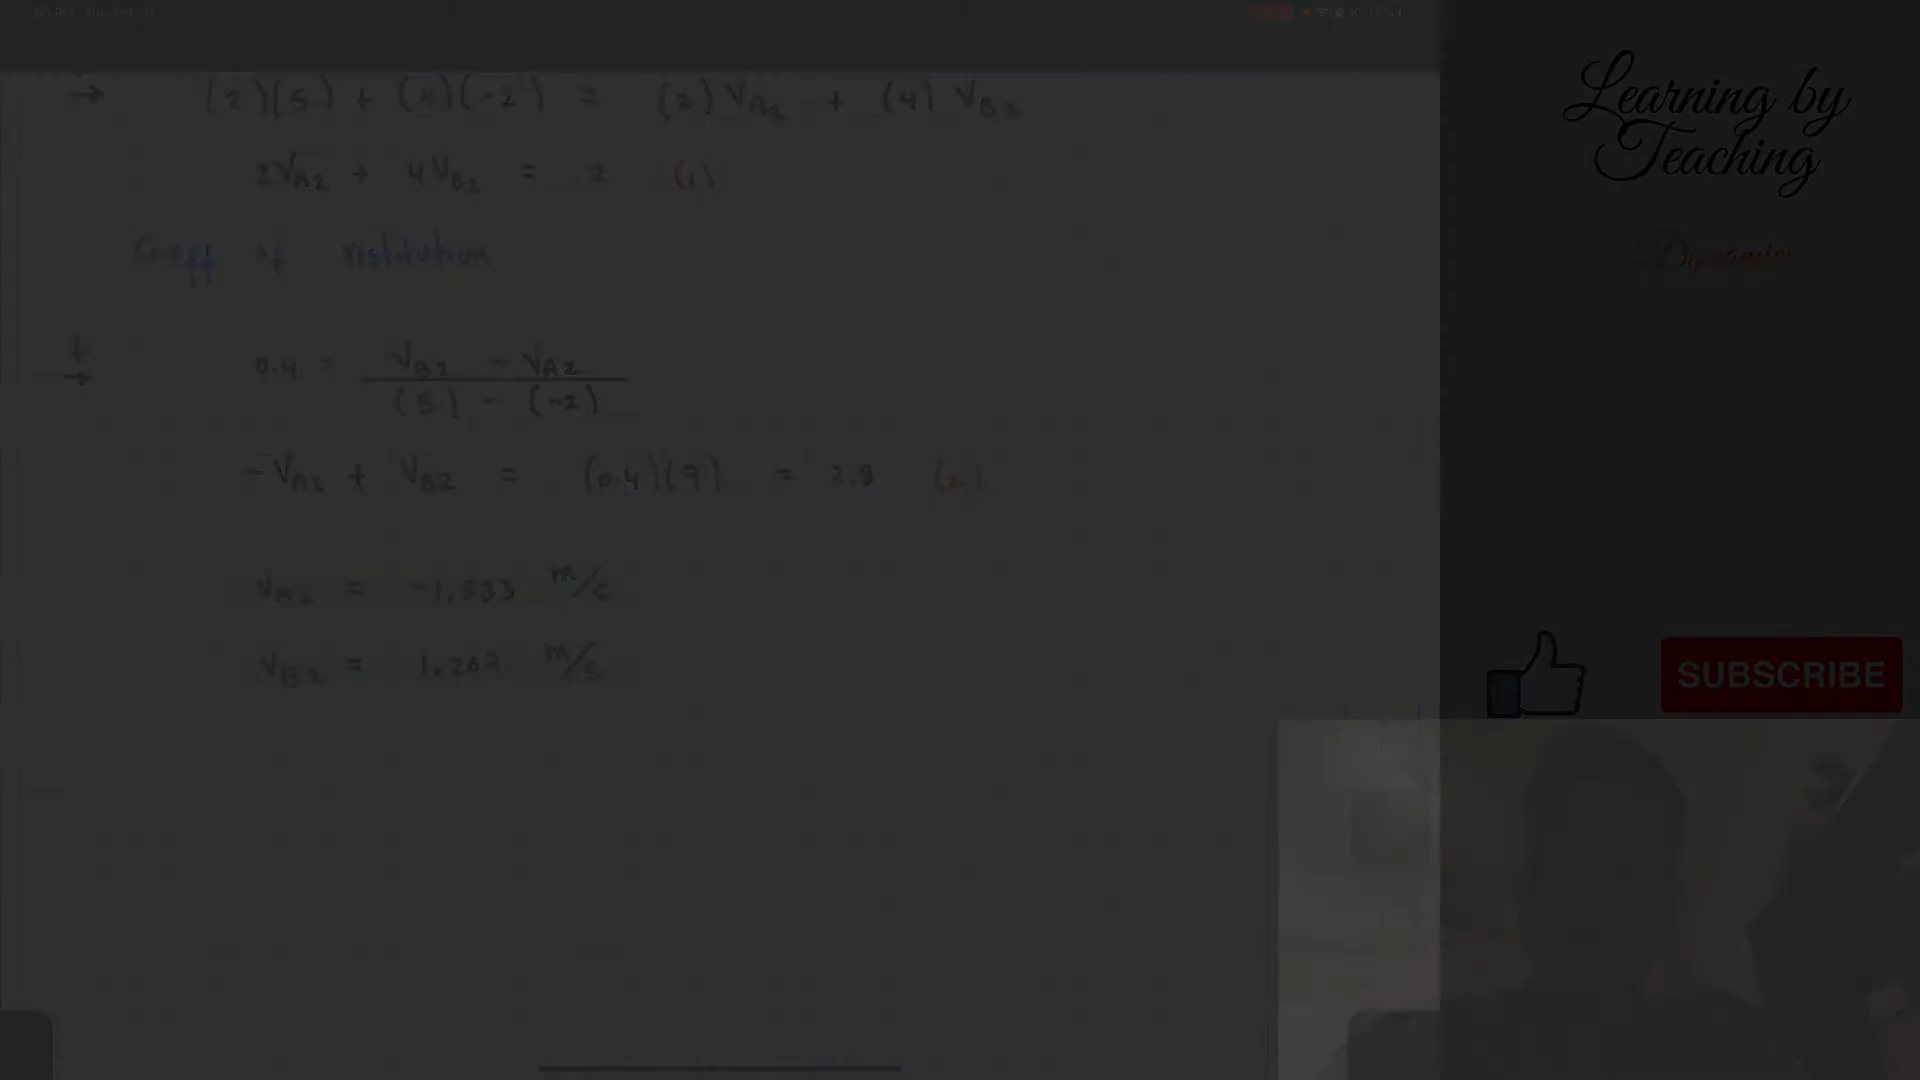 → (2)(5) + (4)(-2) = (2) VA2 + (4) VB2
2VA2 + 4VB2 = 2 (1)
Coeff of restitution
+
→ 0.4 = VB2 - VA2
(5) - (-2)
-VA2 + VB2 = (0.4)(7) = 2.8 (2)
VA2 = -1.533 m/s
VB2 = 1.267 m/s
Learning by
Teaching
Dynamics
SUBSCRIBE